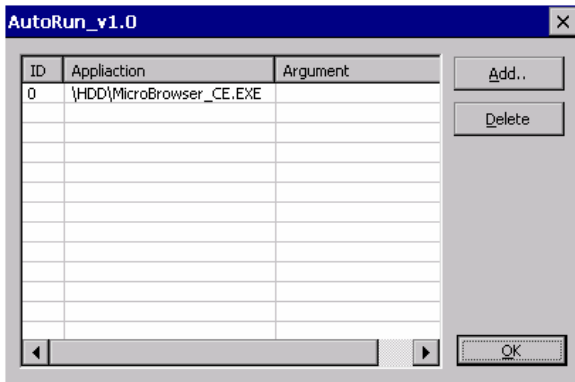 AutoRun_v1.0
ID Appliaction Argument
0 \HDD\MicroBrowser_CE.EXE
Add..
Delete
OK